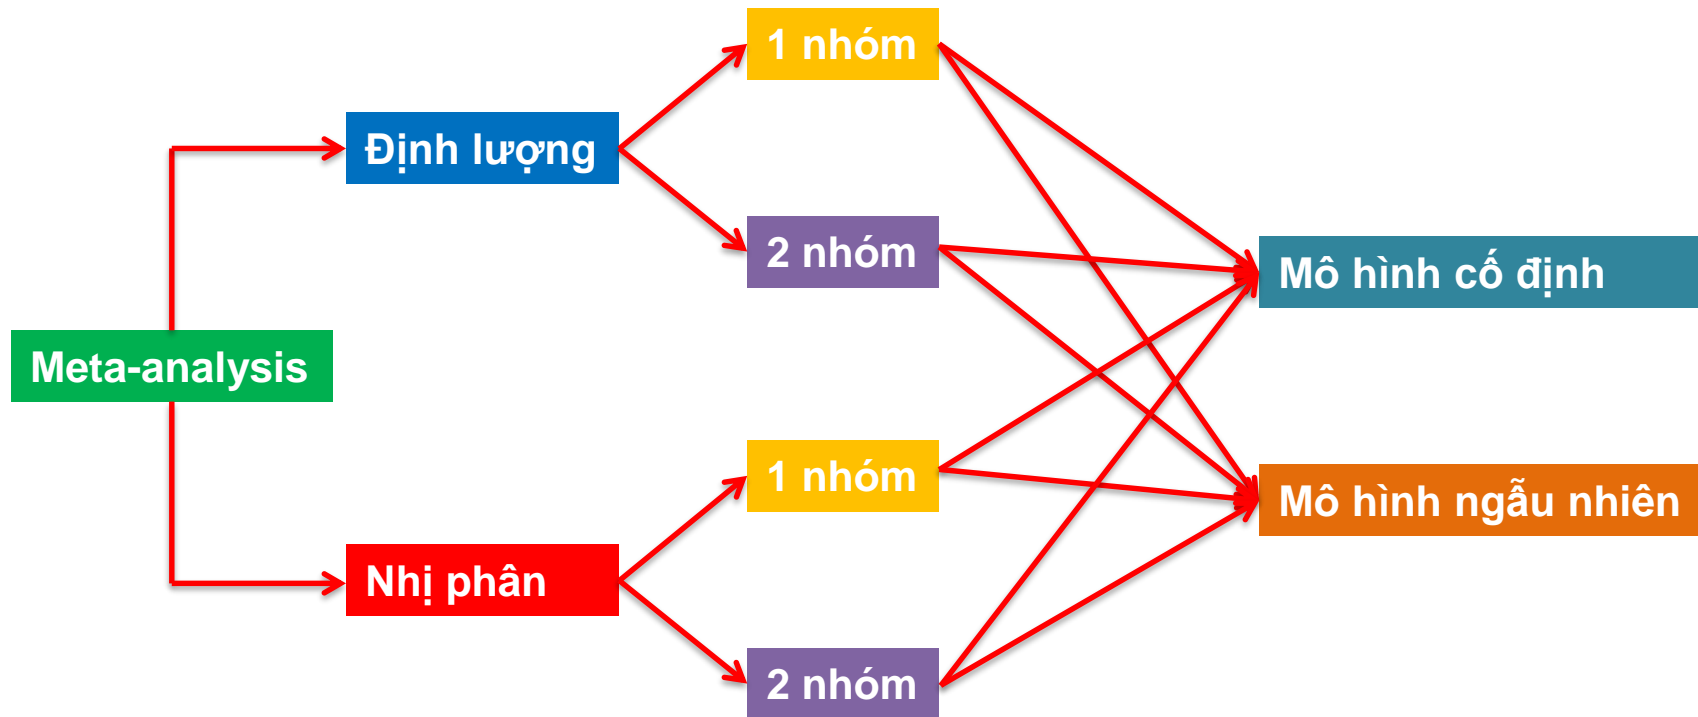 1 nhóm
Định lượng
2 nhóm
Mô hình cố định
Meta-analysis
1 nhóm
Mô hình ngẫu nhiên
Nhị phân
2 nhóm